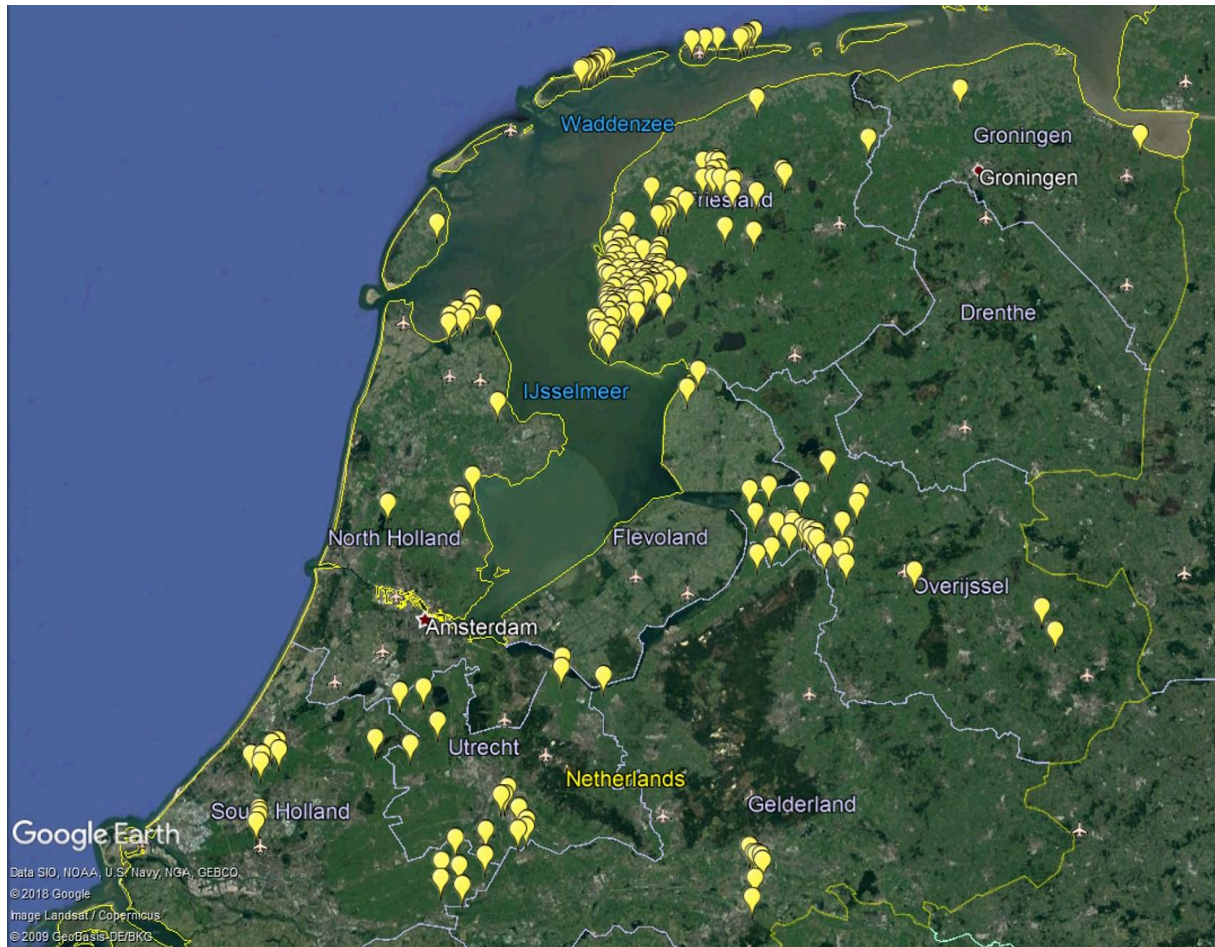 Waddenzee
Groningen
Groningen
Friesland
Drenthe
IJsselmeer
North Holland
Flevoland
Overijssel
Amsterdam
Utrecht
Netherlands
Gelderland
South Holland
Google Earth
Data SIO, NOAA, U.S. Navy, NGA, GEBCO
© 2018 Google
Image Landsat / Copernicus
© 2009 GeoBasis-DE/BKG